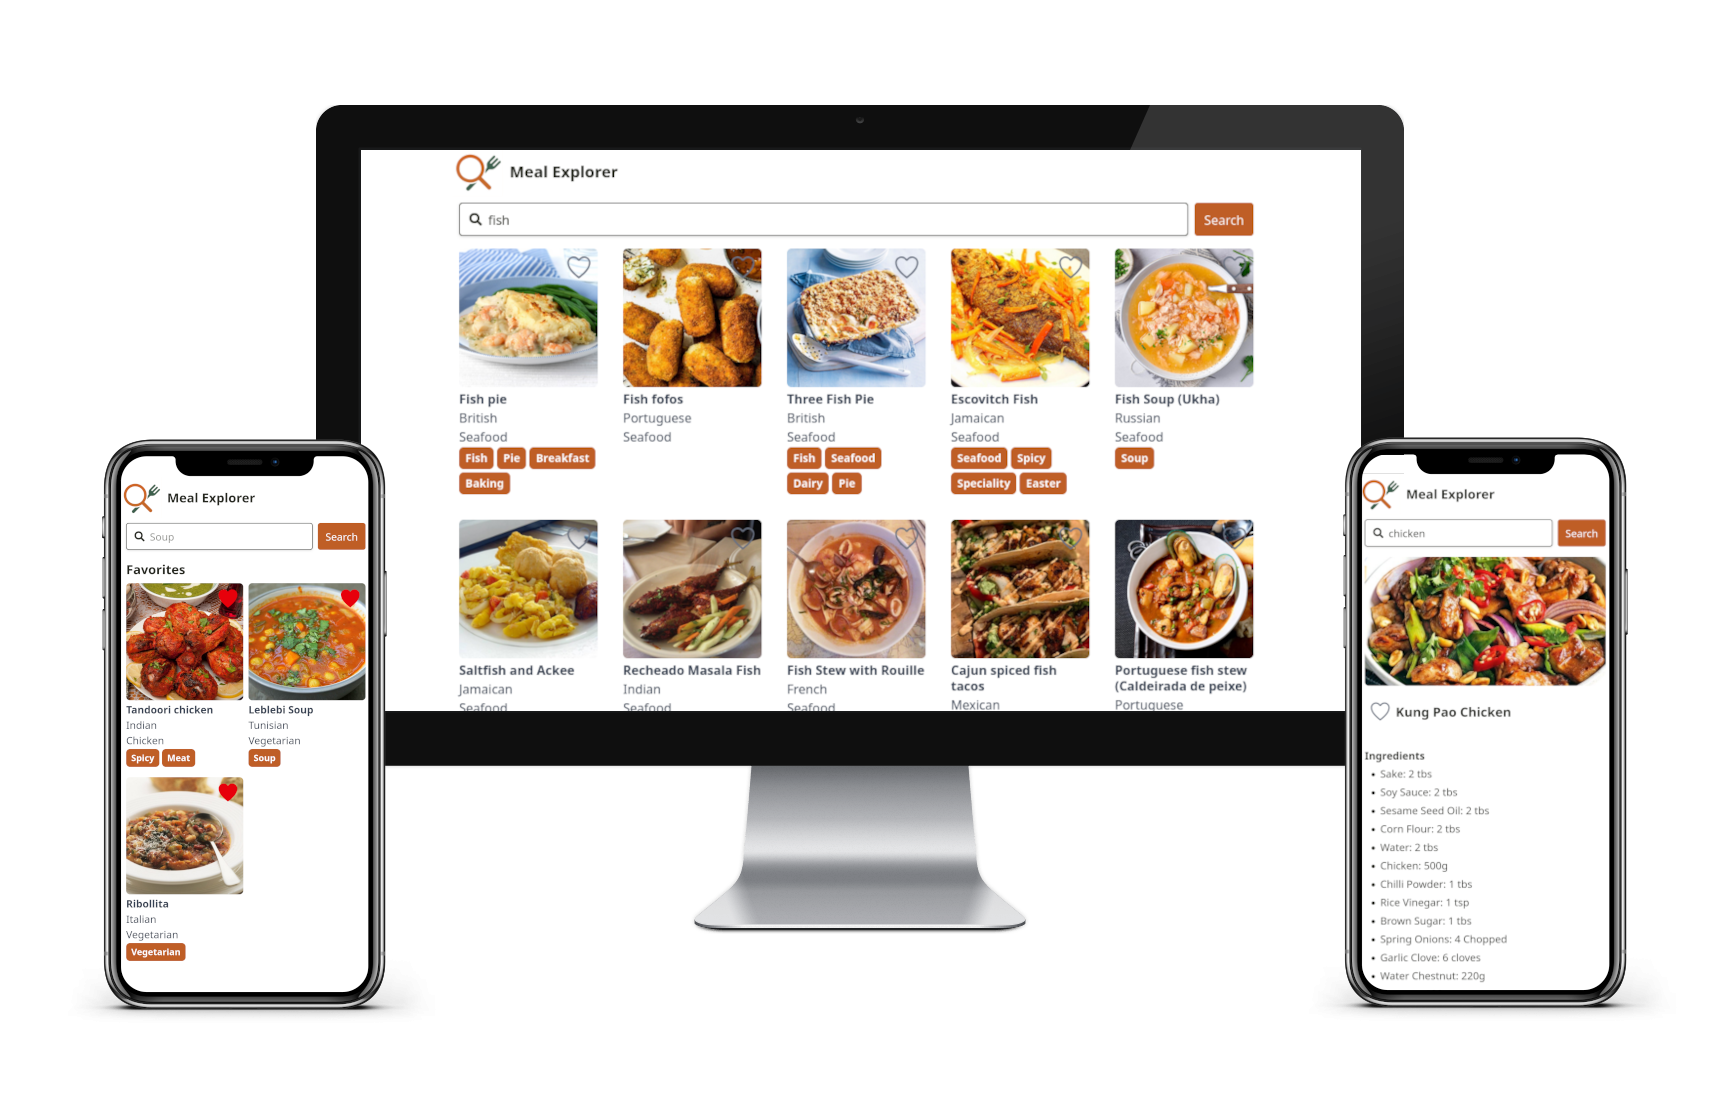 Meal Explorer
fish
Search
Fish pie
British
Seafood
Fish Pie Breakfast
Baking
Fish fofos
Portuguese
Seafood
Three Fish Pie
British
Seafood
Fish Seafood
Dairy Pie
Escovitch Fish
Jamaican
Seafood
Seafood Spicy
Speciality Easter
Fish Soup (Ukha)
Russian
Seafood
Soup
Saltfish and Ackee
Jamaican
Seafood
Recheado Masala Fish
Indian
Seafood
Fish Stew with Rouille
French
Seafood
Cajun spiced fish
tacos
Mexican
Portuguese fish stew
(Caldeirada de peixe)
Portuguese
Meal Explorer
Soup
Search
Favorites
Tandoori chicken
Indian
Chicken
Spicy Meat
Leblebi Soup
Tunisian
Vegetarian
Soup
Ribollita
Italian
Vegetarian
Vegetarian
Meal Explorer
chicken
Search
Kung Pao Chicken
Ingredients
• Sake: 2 tbs
• Soy Sauce: 2 tbs
• Sesame Seed Oil: 2 tbs
• Corn Flour: 2 tbs
• Water: 2 tbs
• Chicken: 500g
• Chilli Powder: 1 tbs
• Rice Vinegar: 1 tsp
• Brown Sugar: 1 tbs
• Spring Onions: 4 Chopped
• Garlic Clove: 6 cloves
• Water Chestnut: 220g